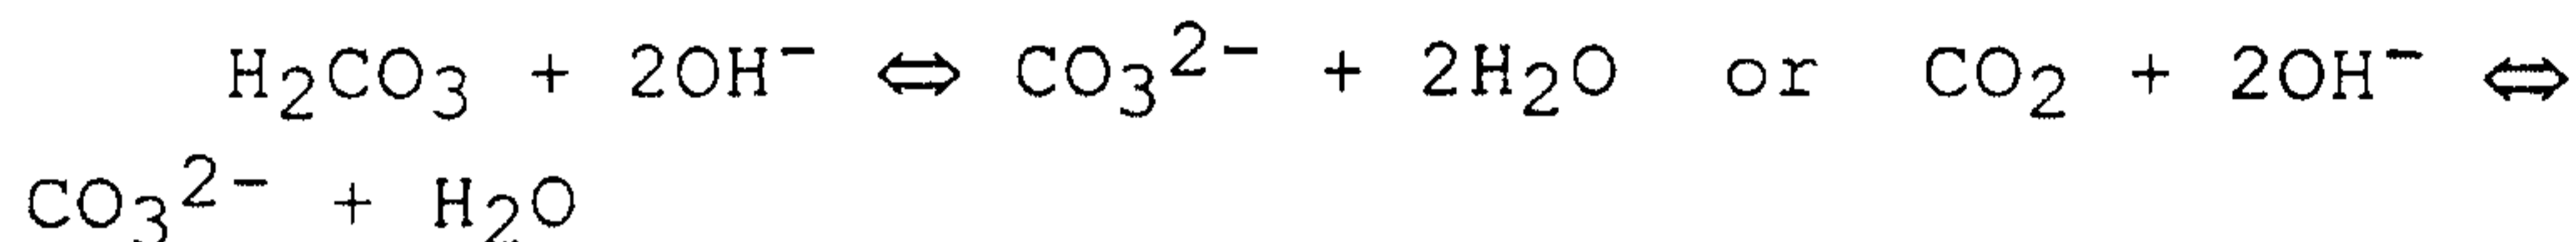 H₂CO₃ + 2OH⁻ ⇔ CO₃²⁻ + 2H₂O or CO₂ + 2OH⁻ ⇔
CO₃²⁻ + H₂O